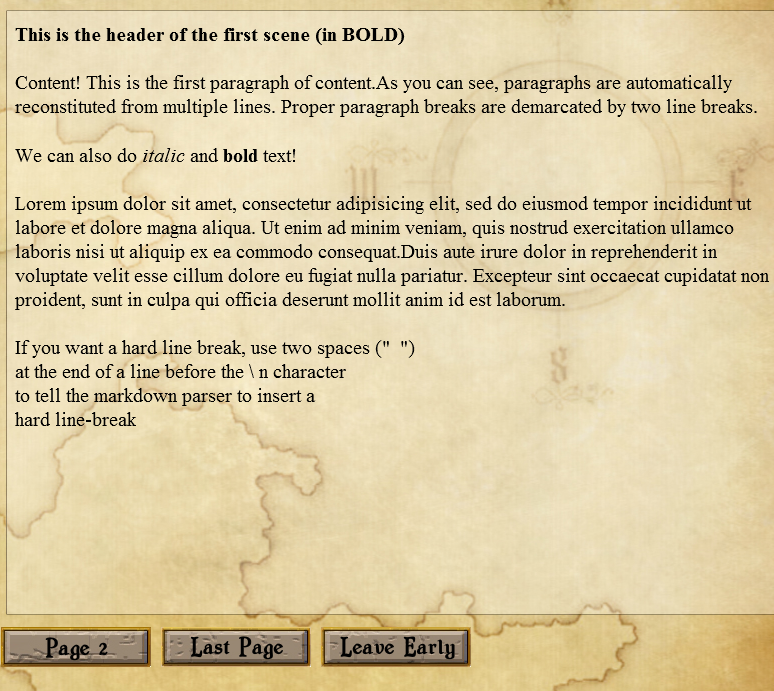 This is the header of the first scene (in BOLD)
Content! This is the first paragraph of content.As you can see, paragraphs are automatically
reconstituted from multiple lines. Proper paragraph breaks are demarcated by two line breaks.
We can also do italic and bold text!
Lorem ipsum dolor sit amet, consectetur adipisicing elit, sed do eiusmod tempor incididunt ut
labore et dolore magna aliqua. Ut enim ad minim veniam, quis nostrud exercitation ullamco
laboris nisi ut aliquip ex ea commodo consequat.Duis aute irure dolor in reprehenderit in
voluptate velit esse cillum dolore eu fugiat nulla pariatur. Excepteur sint occaecat cupidatat non
proident, sunt in culpa qui officia deserunt mollit anim id est laborum.
If you want a hard line break, use two spaces ("  ")
at the end of a line before the \ n character
to tell the markdown parser to insert a
hard line-break
Page 2 Last Page Leave Early